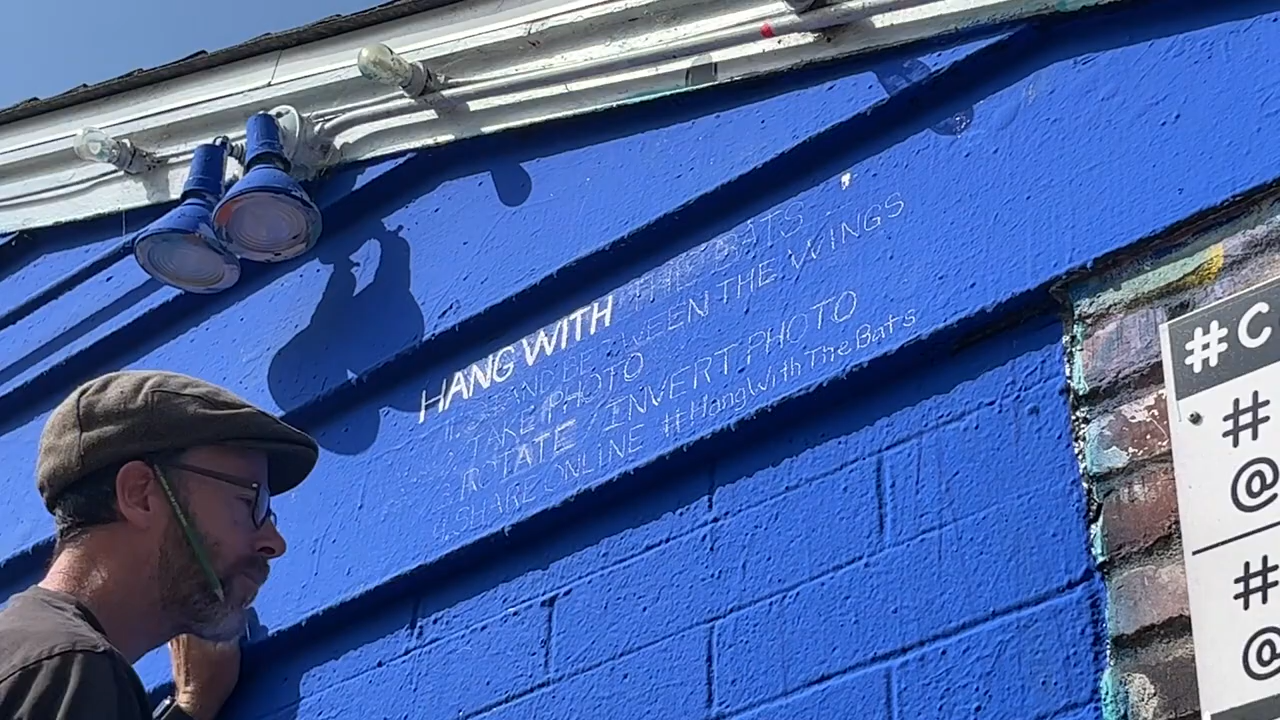 HANG WITH THE BATS
1. STAND BETWEEN THE WINGS
2. TAKE PHOTO
3. ROTATE / INVERT PHOTO
4. SHARE ONLINE #HangWithTheBats
#C
#
@
#
@